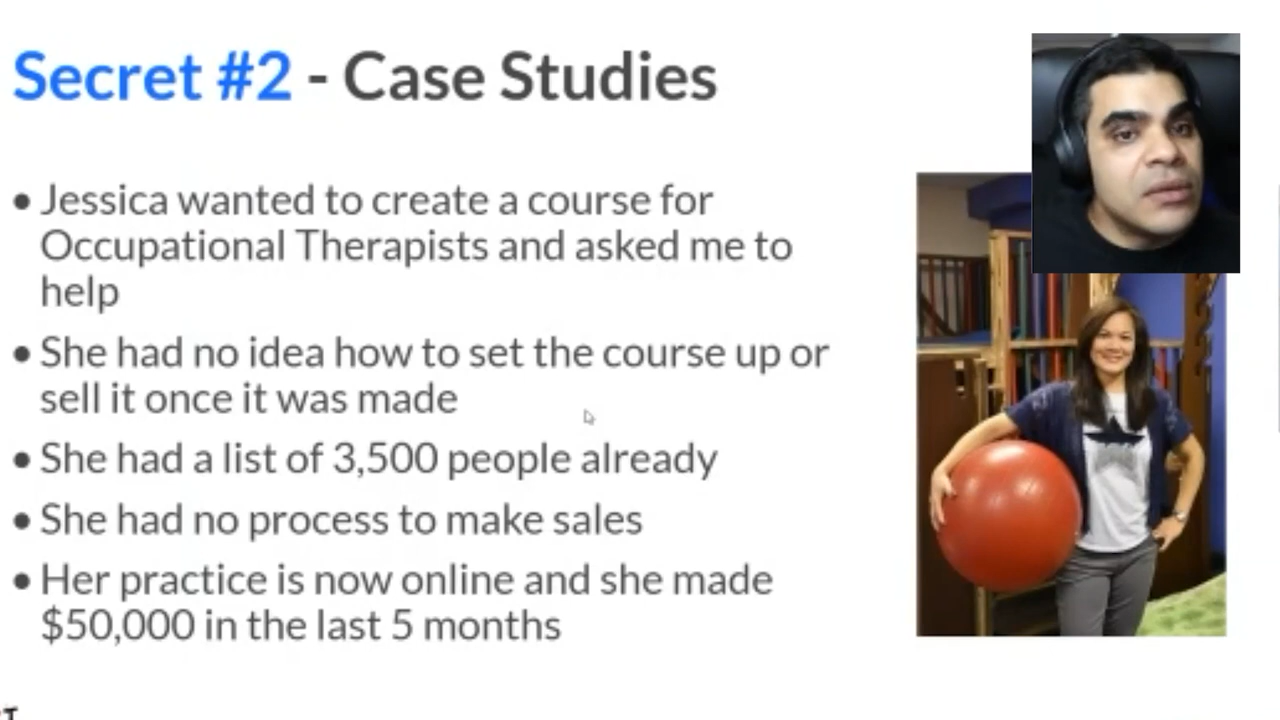 Secret #2 - Case Studies
• Jessica wanted to create a course for
Occupational Therapists and asked me to
help
• She had no idea how to set the course up or
sell it once it was made
• She had a list of 3,500 people already
• She had no process to make sales
• Her practice is now online and she made
$50,000 in the last 5 months